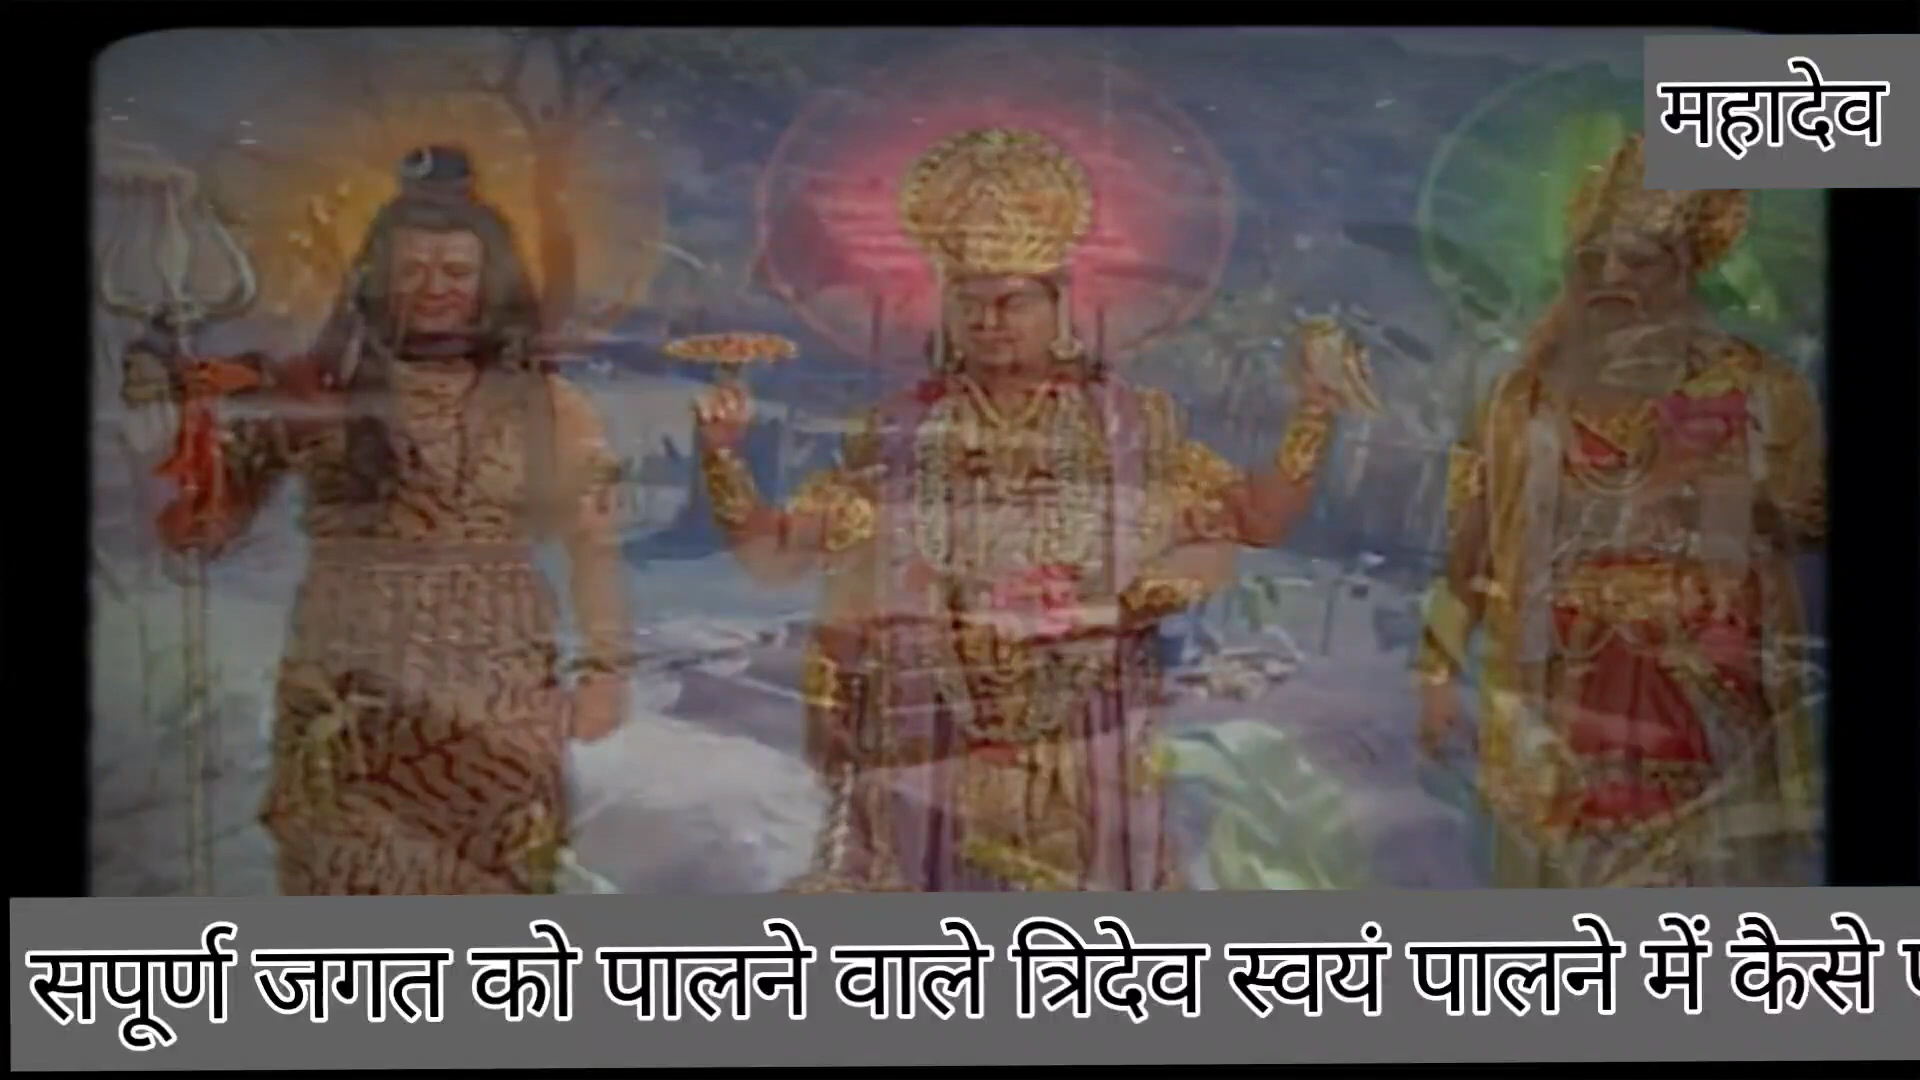 महादेव
सपूर्ण जगत को पालने वाले त्रिदेव स्वयं पालने में कैसे